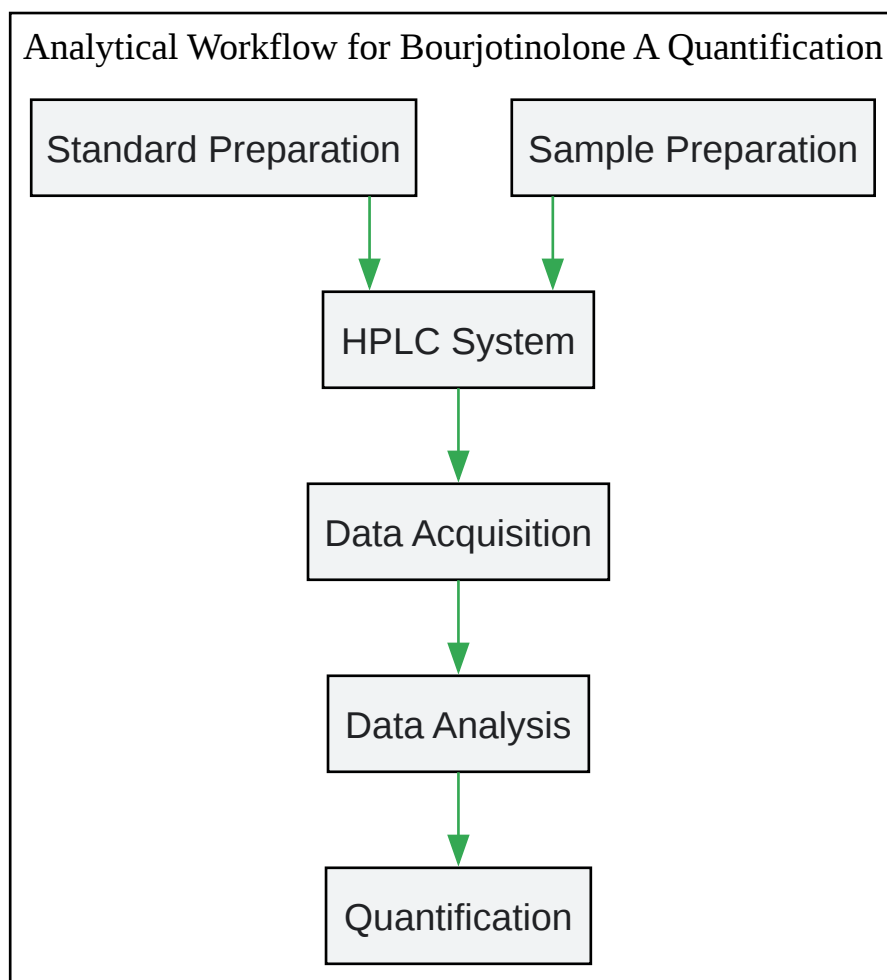 Analytical Workflow for Bourjotinolone A Quantification
Standard Preparation
Sample Preparation
HPLC System
Data Acquisition
Data Analysis
Quantification